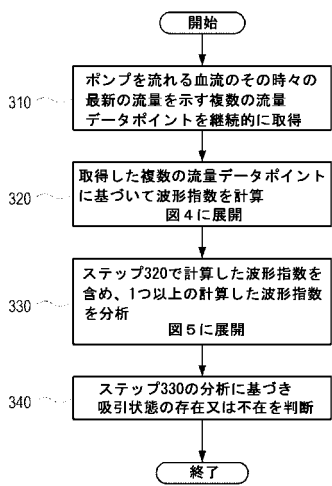 開始
310
ポンプを流れる血流のその時々の
最新の流量を示す複数の流量
データポイントを継続的に取得
320
取得した複数の流量データポイント
に基づいて波形指数を計算
図4に展開
330
ステップ320で計算した波形指数を
含め、1つ以上の計算した波形指数
を分析
図5に展開
340
ステップ330の分析に基づき
吸引状態の存在又は不在を判断
終了